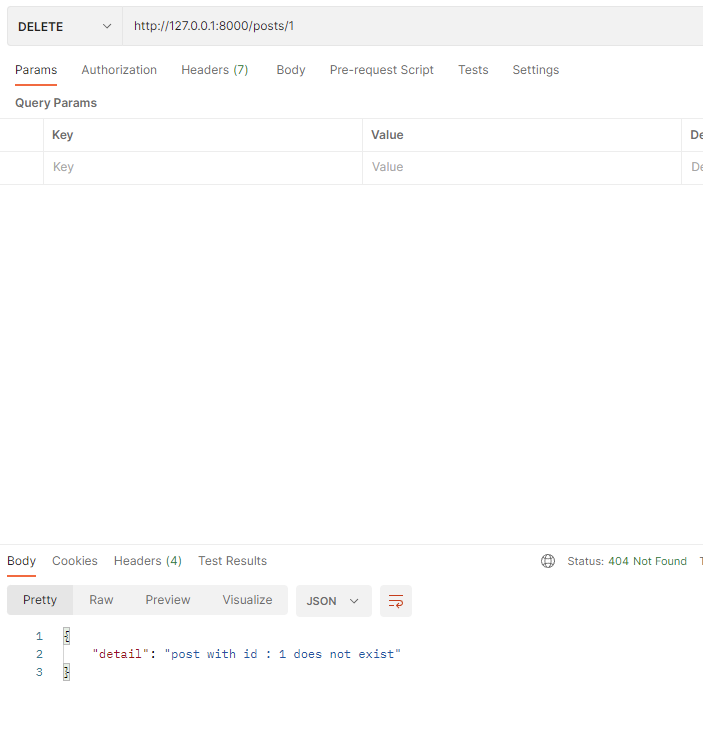 DELETE http://127.0.0.1:8000/posts/1
Params Authorization Headers (7) Body Pre-request Script Tests Settings
Query Params
Key Value De
Key Value De
Body Cookies Headers (4) Test Results Status: 404 Not Found T
Pretty Raw Preview Visualize JSON
1 {
2 "detail": "post with id : 1 does not exist"
3 }